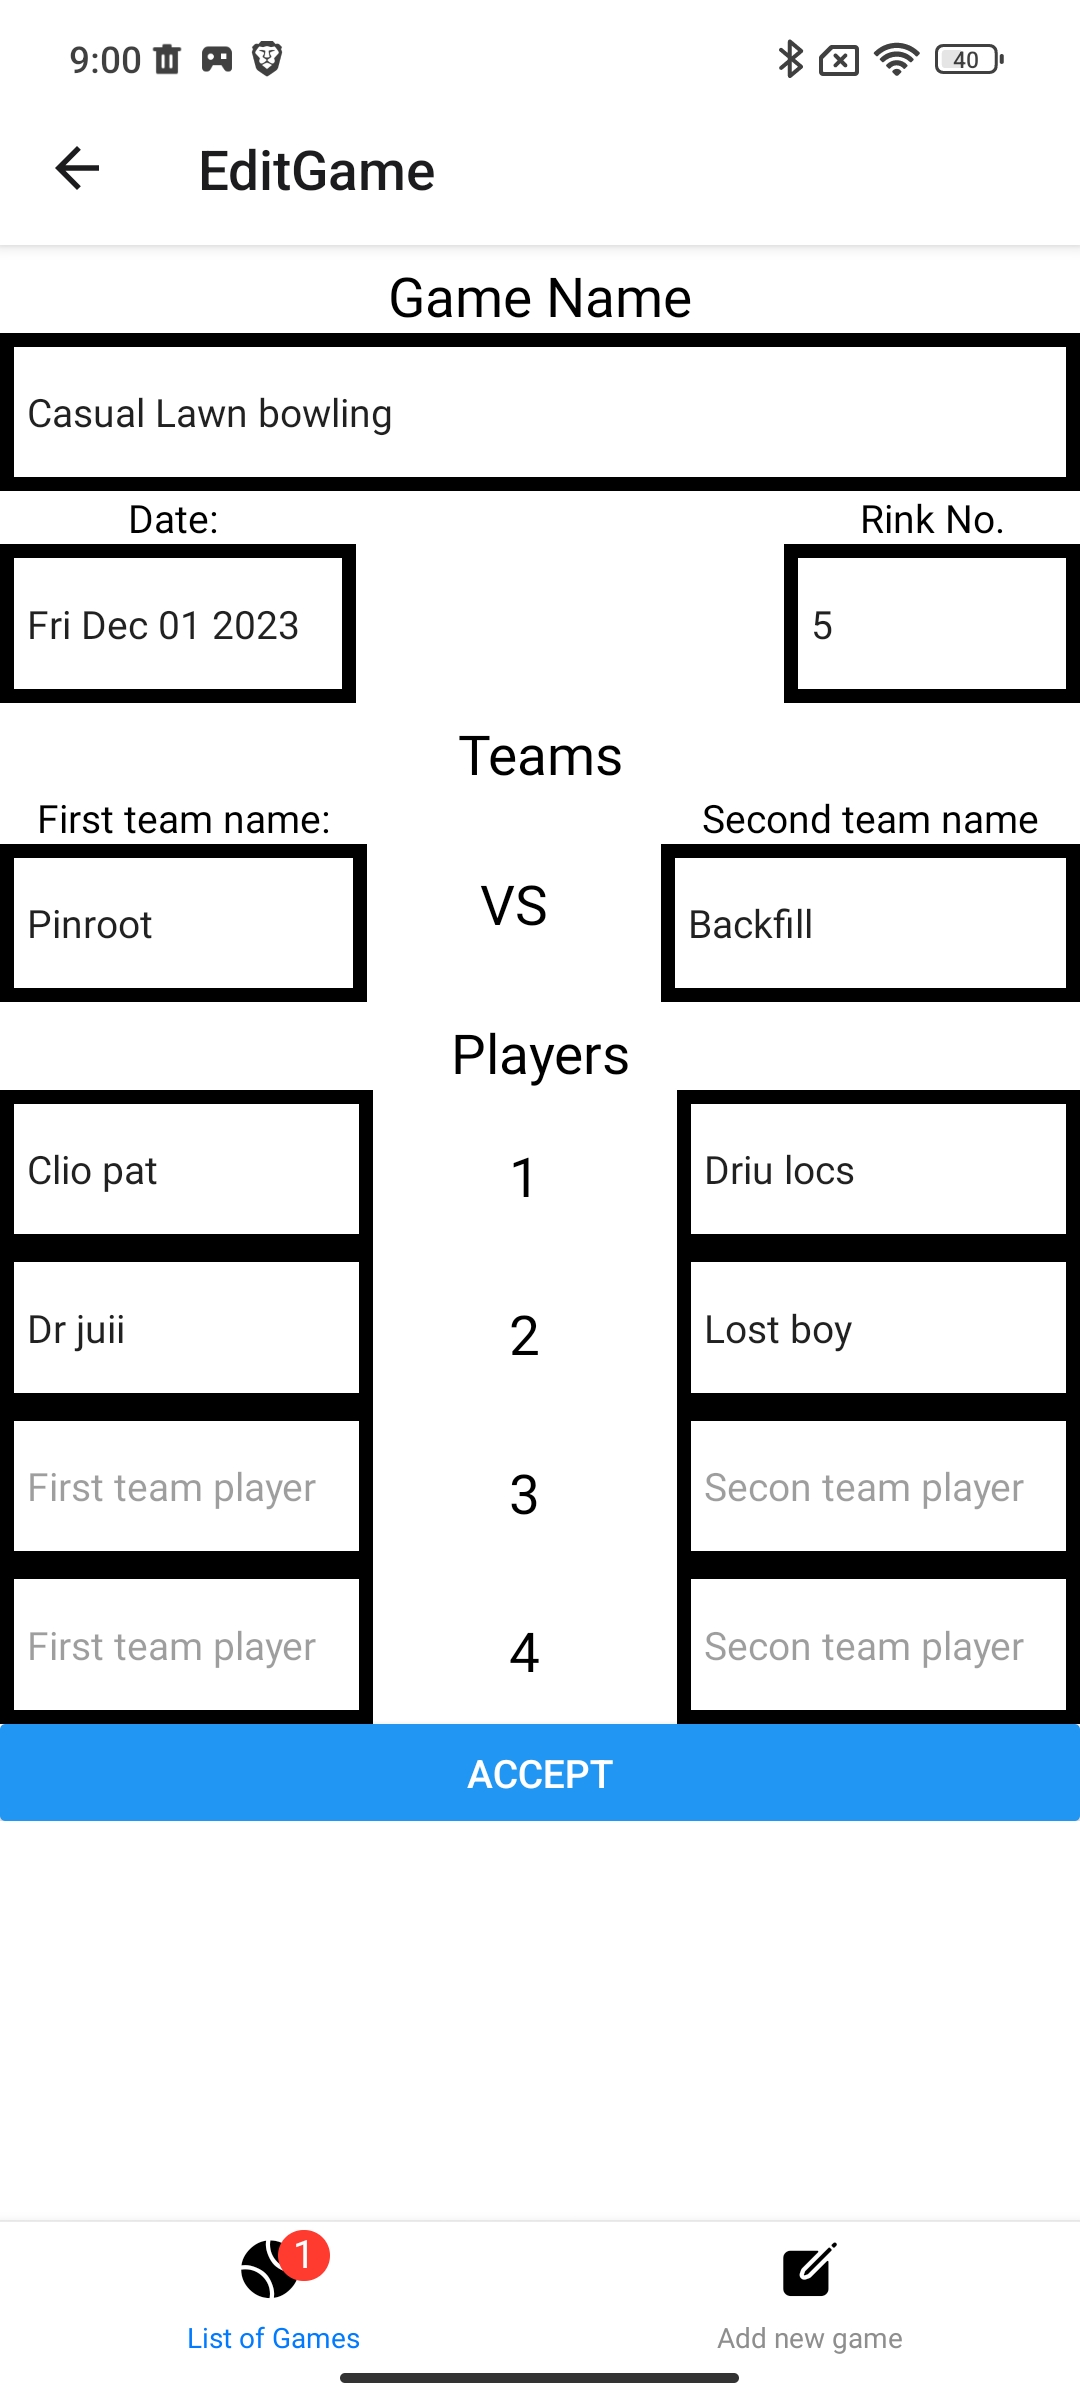 9:00
40
EditGame
Game Name
Casual Lawn bowling
Date: Rink No.
Fri Dec 01 2023 5
Teams
First team name: Second team name
Pinroot VS Backfill
Players
Clio pat 1 Driu locs
Dr juii 2 Lost boy
First team player 3 Secon team player
First team player 4 Secon team player
ACCEPT
1
List of Games Add new game